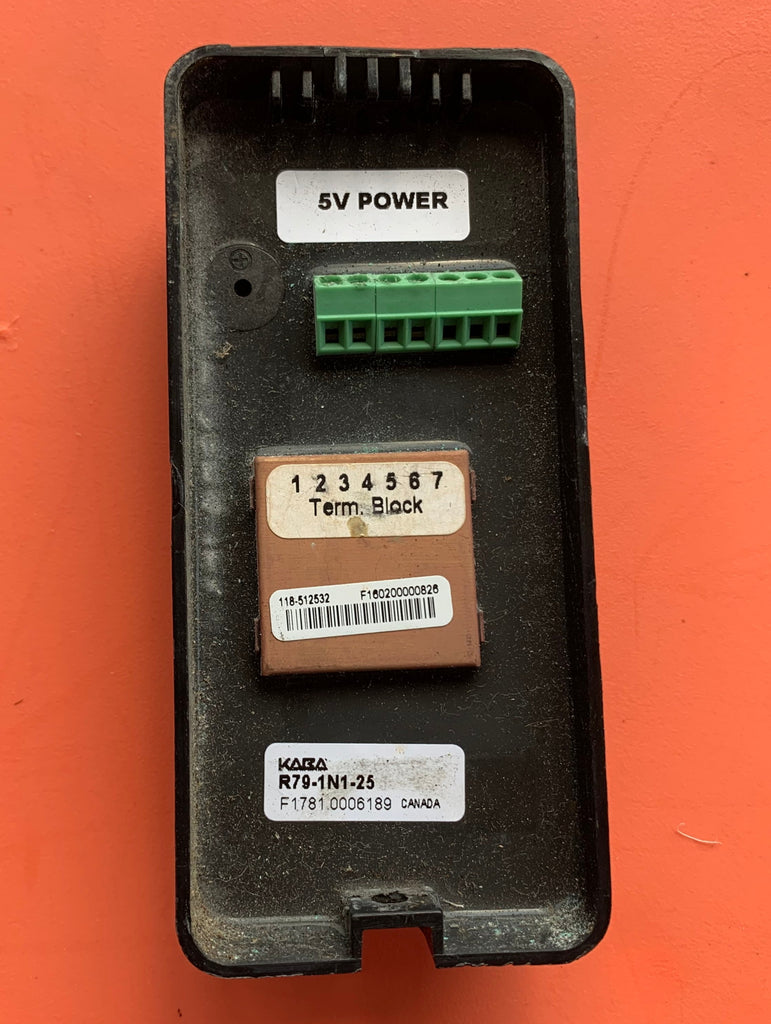 5V POWER
1 2 3 4 5 6 7
Term. Block
118-512532 F160200000826
KABA
R79-1N1-25
F1781.0006189 CANADA